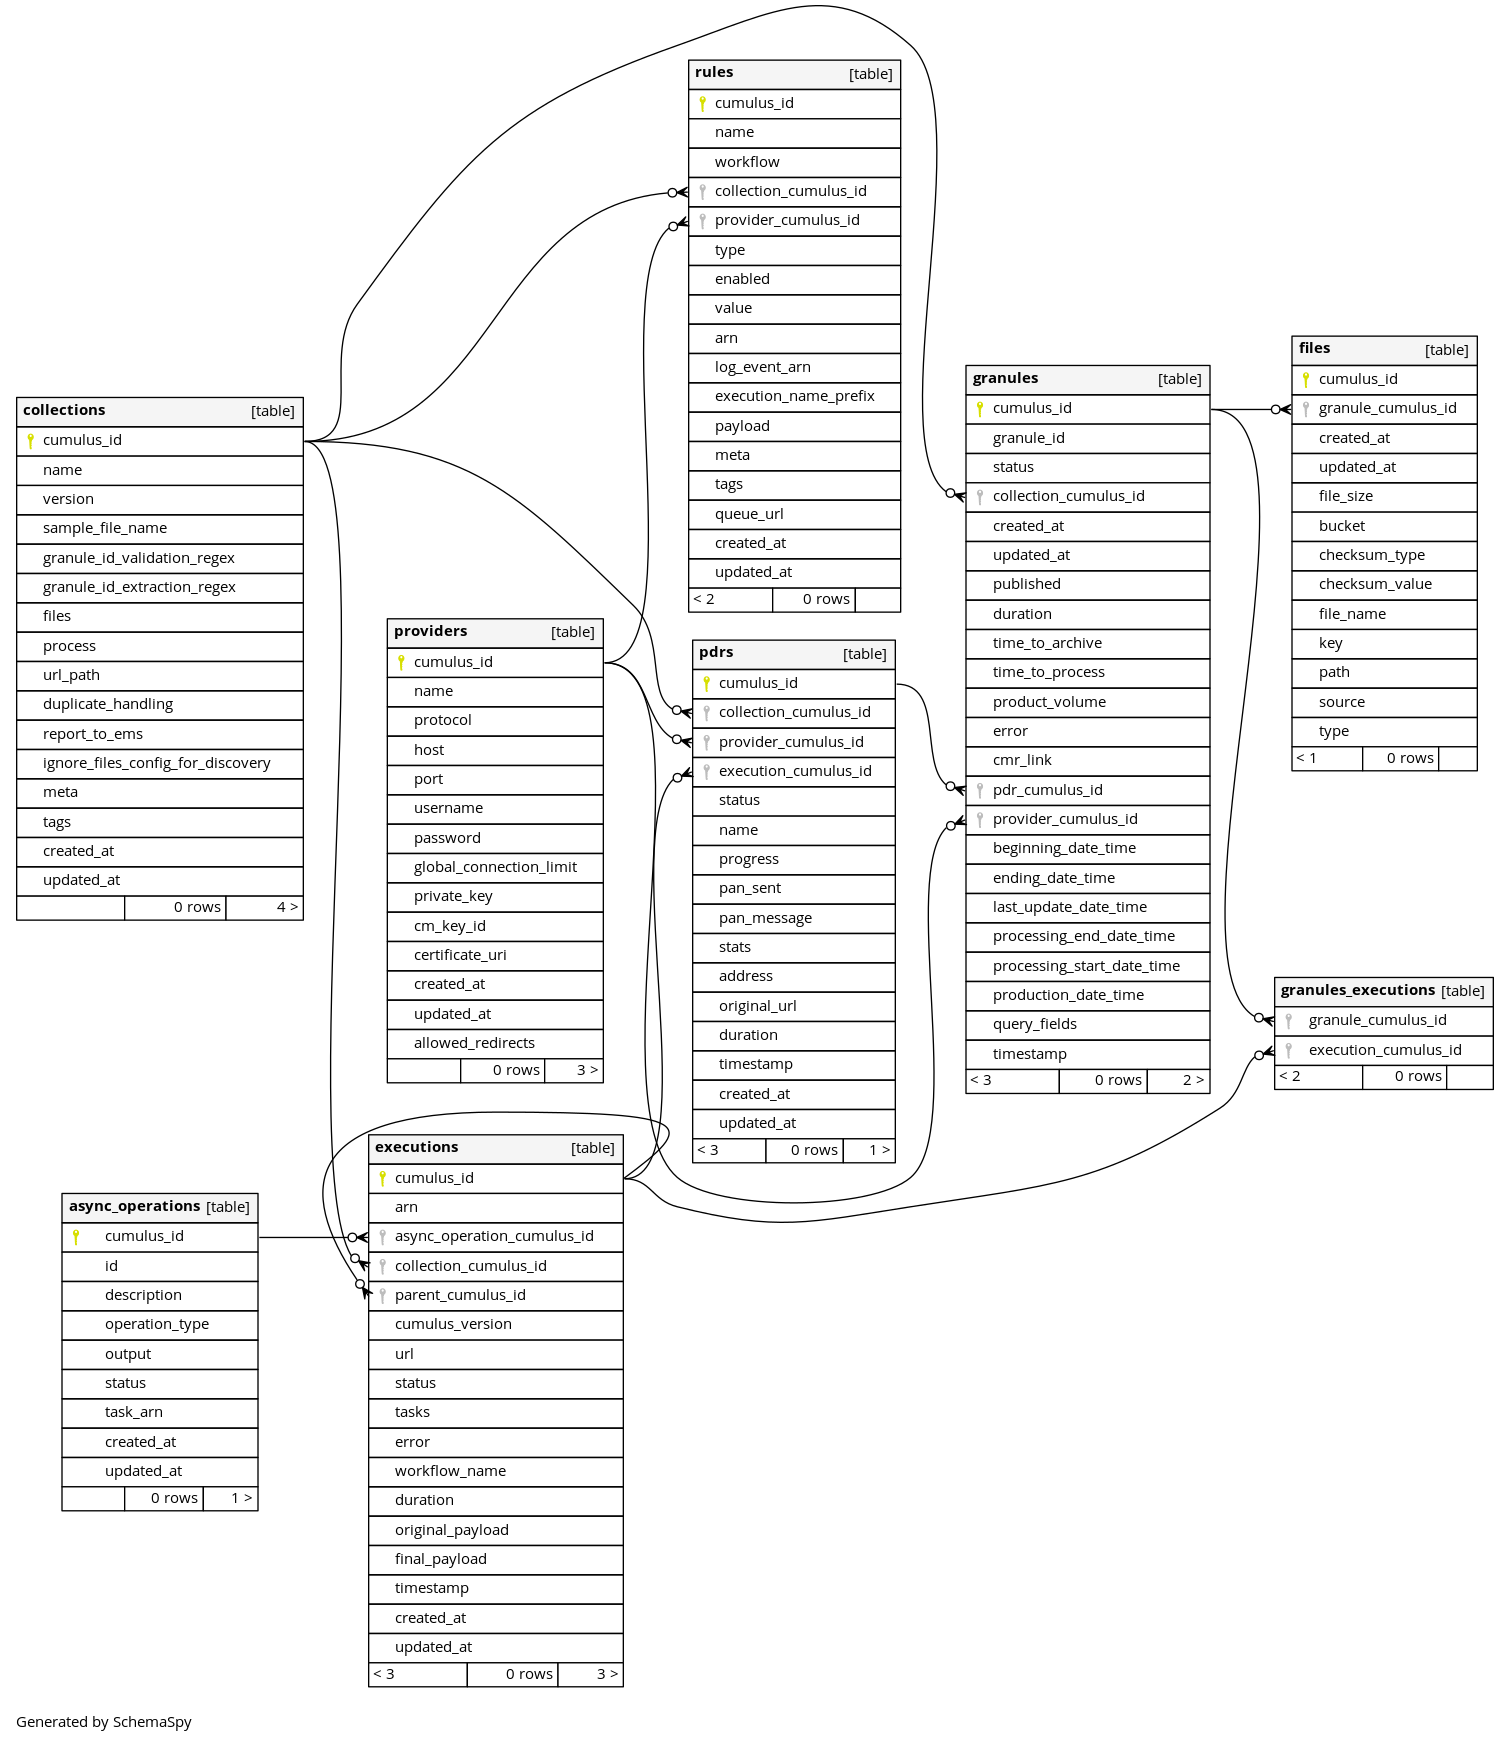 rules [table]
cumulus_id
name
workflow
collection_cumulus_id
provider_cumulus_id
type
enabled
value
arn
log_event_arn
execution_name_prefix
payload
meta
tags
queue_url
created_at
updated_at
< 2 0 rows
files [table]
cumulus_id
granule_cumulus_id
created_at
updated_at
file_size
bucket
checksum_type
checksum_value
file_name
key
path
source
type
< 1 0 rows
granules [table]
cumulus_id
granule_id
status
collection_cumulus_id
created_at
updated_at
published
duration
time_to_archive
time_to_process
product_volume
error
cmr_link
pdr_cumulus_id
provider_cumulus_id
beginning_date_time
ending_date_time
last_update_date_time
processing_end_date_time
processing_start_date_time
production_date_time
query_fields
timestamp
< 3 0 rows 2 >
collections [table]
cumulus_id
name
version
sample_file_name
granule_id_validation_regex
granule_id_extraction_regex
files
process
url_path
duplicate_handling
report_to_ems
ignore_files_config_for_discovery
meta
tags
created_at
updated_at
0 rows 4 >
providers [table]
cumulus_id
name
protocol
host
port
username
password
global_connection_limit
private_key
cm_key_id
certificate_uri
created_at
updated_at
allowed_redirects
0 rows 3 >
pdrs [table]
cumulus_id
collection_cumulus_id
provider_cumulus_id
execution_cumulus_id
status
name
progress
pan_sent
pan_message
stats
address
original_url
duration
timestamp
created_at
updated_at
< 3 0 rows 1 >
granules_executions [table]
granule_cumulus_id
execution_cumulus_id
< 2 0 rows
executions [table]
cumulus_id
arn
async_operation_cumulus_id
collection_cumulus_id
parent_cumulus_id
cumulus_version
url
status
tasks
error
workflow_name
duration
original_payload
final_payload
timestamp
created_at
updated_at
< 3 0 rows 3 >
async_operations [table]
cumulus_id
id
description
operation_type
output
status
task_arn
created_at
updated_at
0 rows 1 >
Generated by SchemaSpy